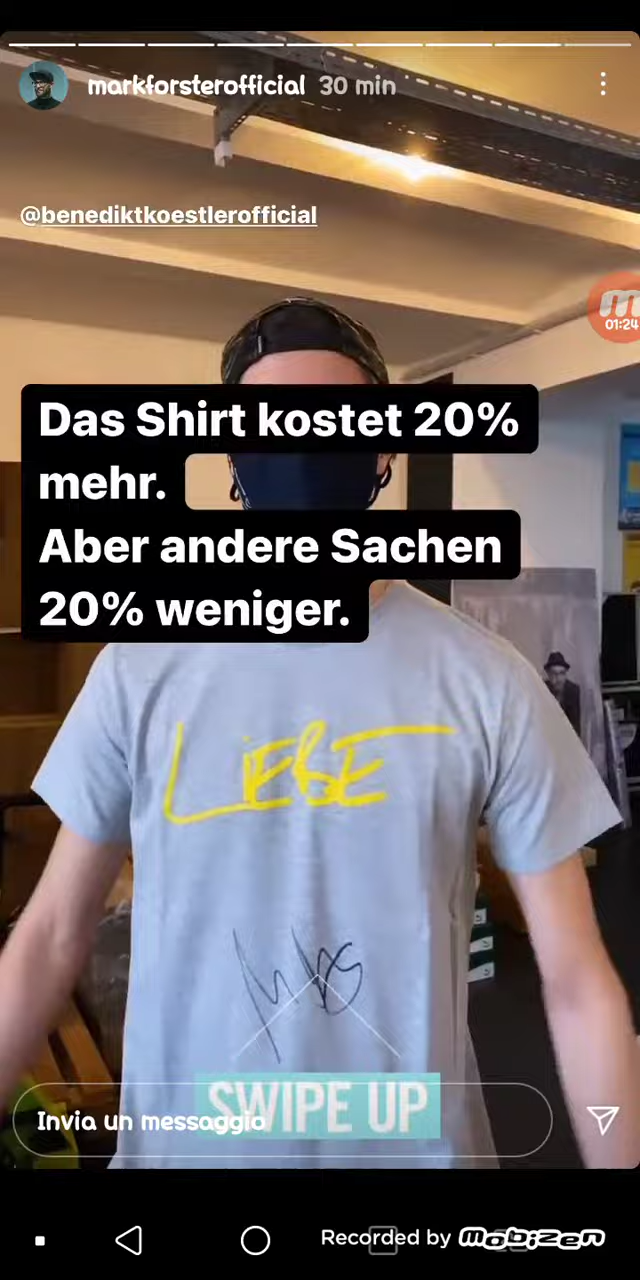 markforsterofficial 30 min
@benediktkoestlerofficial
01:24
Das Shirt kostet 20%
mehr.
Aber andere Sachen
20% weniger.
LiEBE
SWIPE UP
Invia un messaggio
Recorded by mobizen